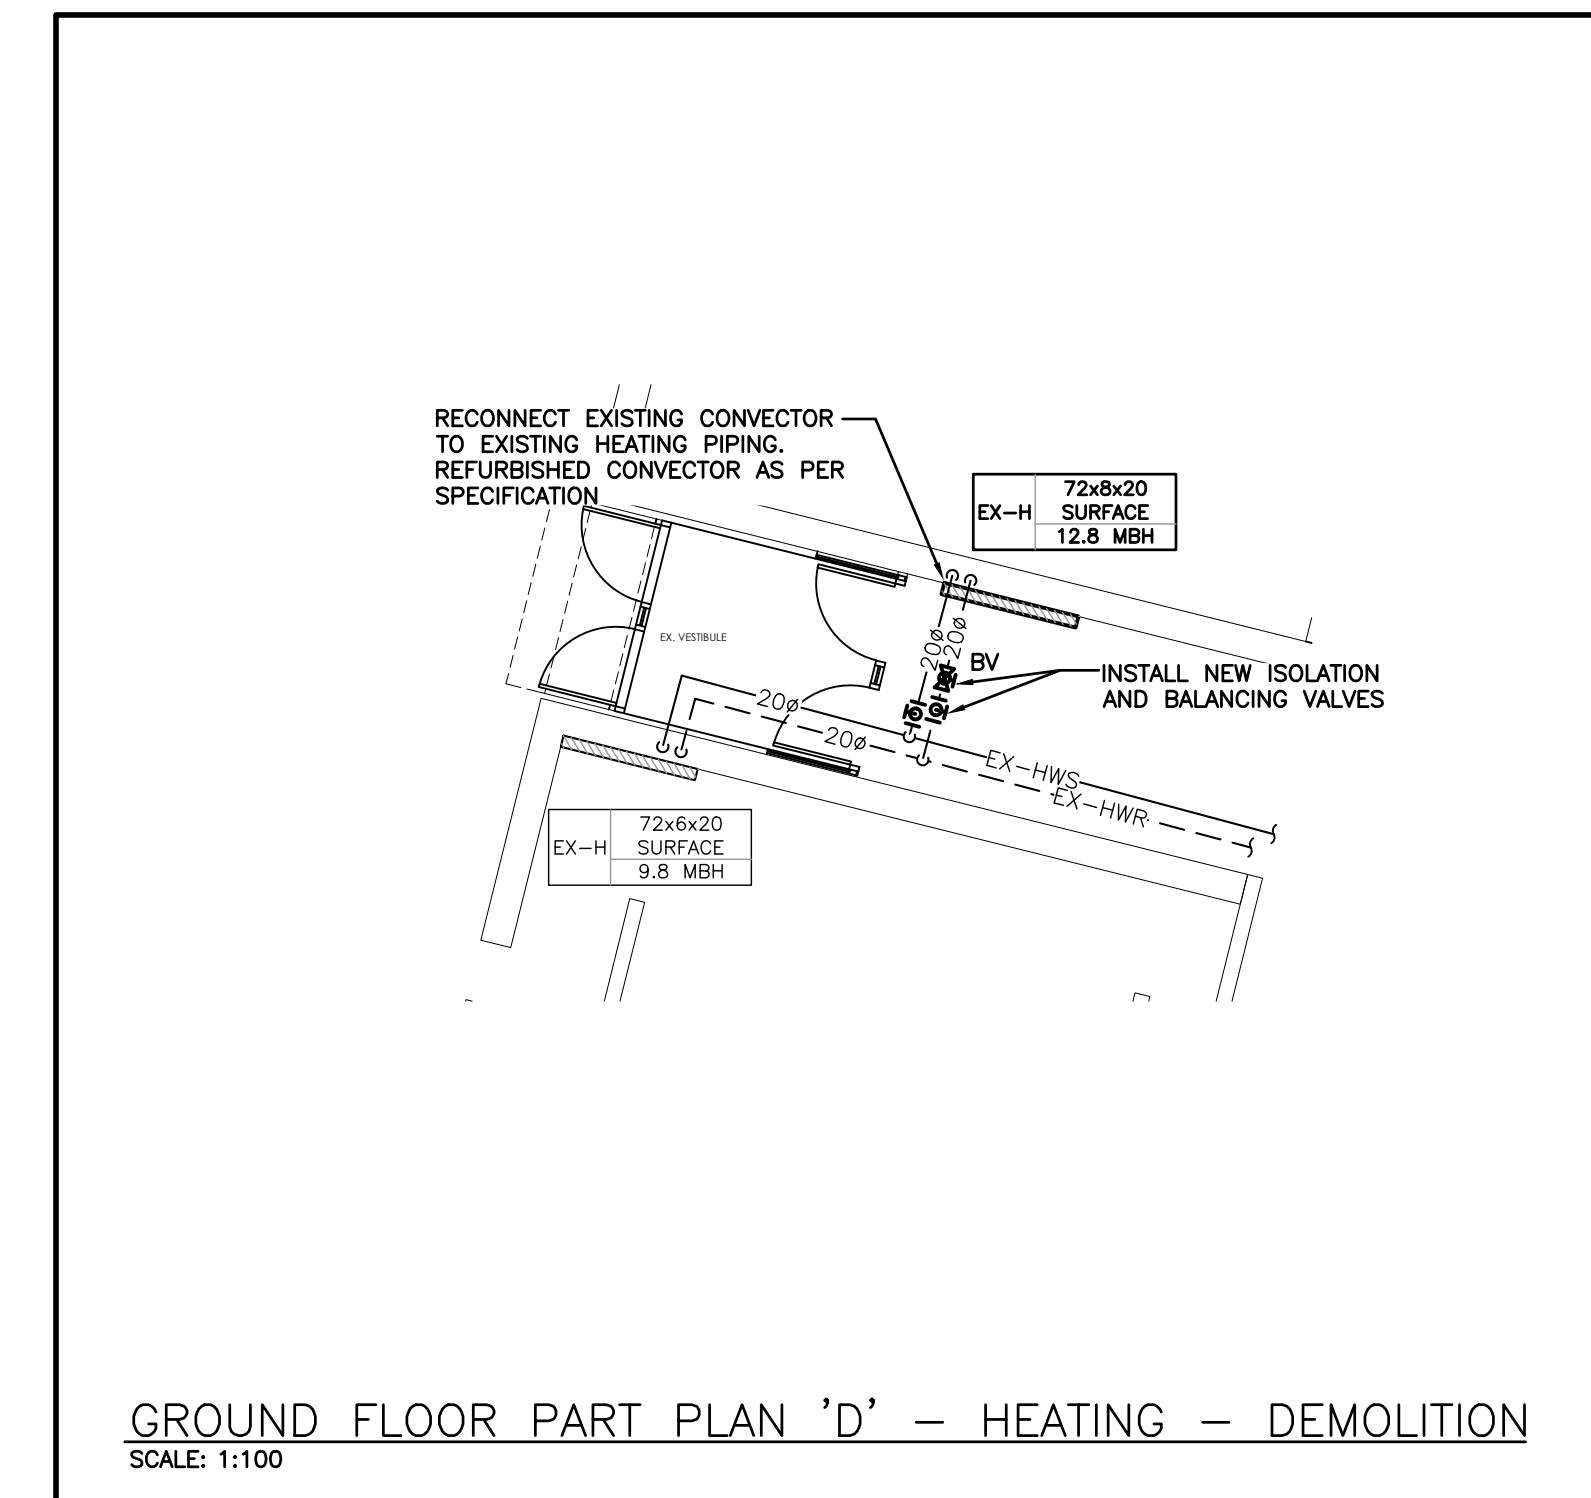 RECONNECT EXISTING CONVECTOR
TO EXISTING HEATING PIPING.
REFURBISHED CONVECTOR AS PER
SPECIFICATION
EX-H
72x8x20
SURFACE
12.8 MBH
EX. VESTIBULE
20ø
20ø
BV
INSTALL NEW ISOLATION
AND BALANCING VALVES
20ø
20ø
EX-HWS
EX-HWR
EX-H
72x6x20
SURFACE
9.8 MBH
GROUND FLOOR PART PLAN 'D' – HEATING – DEMOLITION
SCALE: 1:100